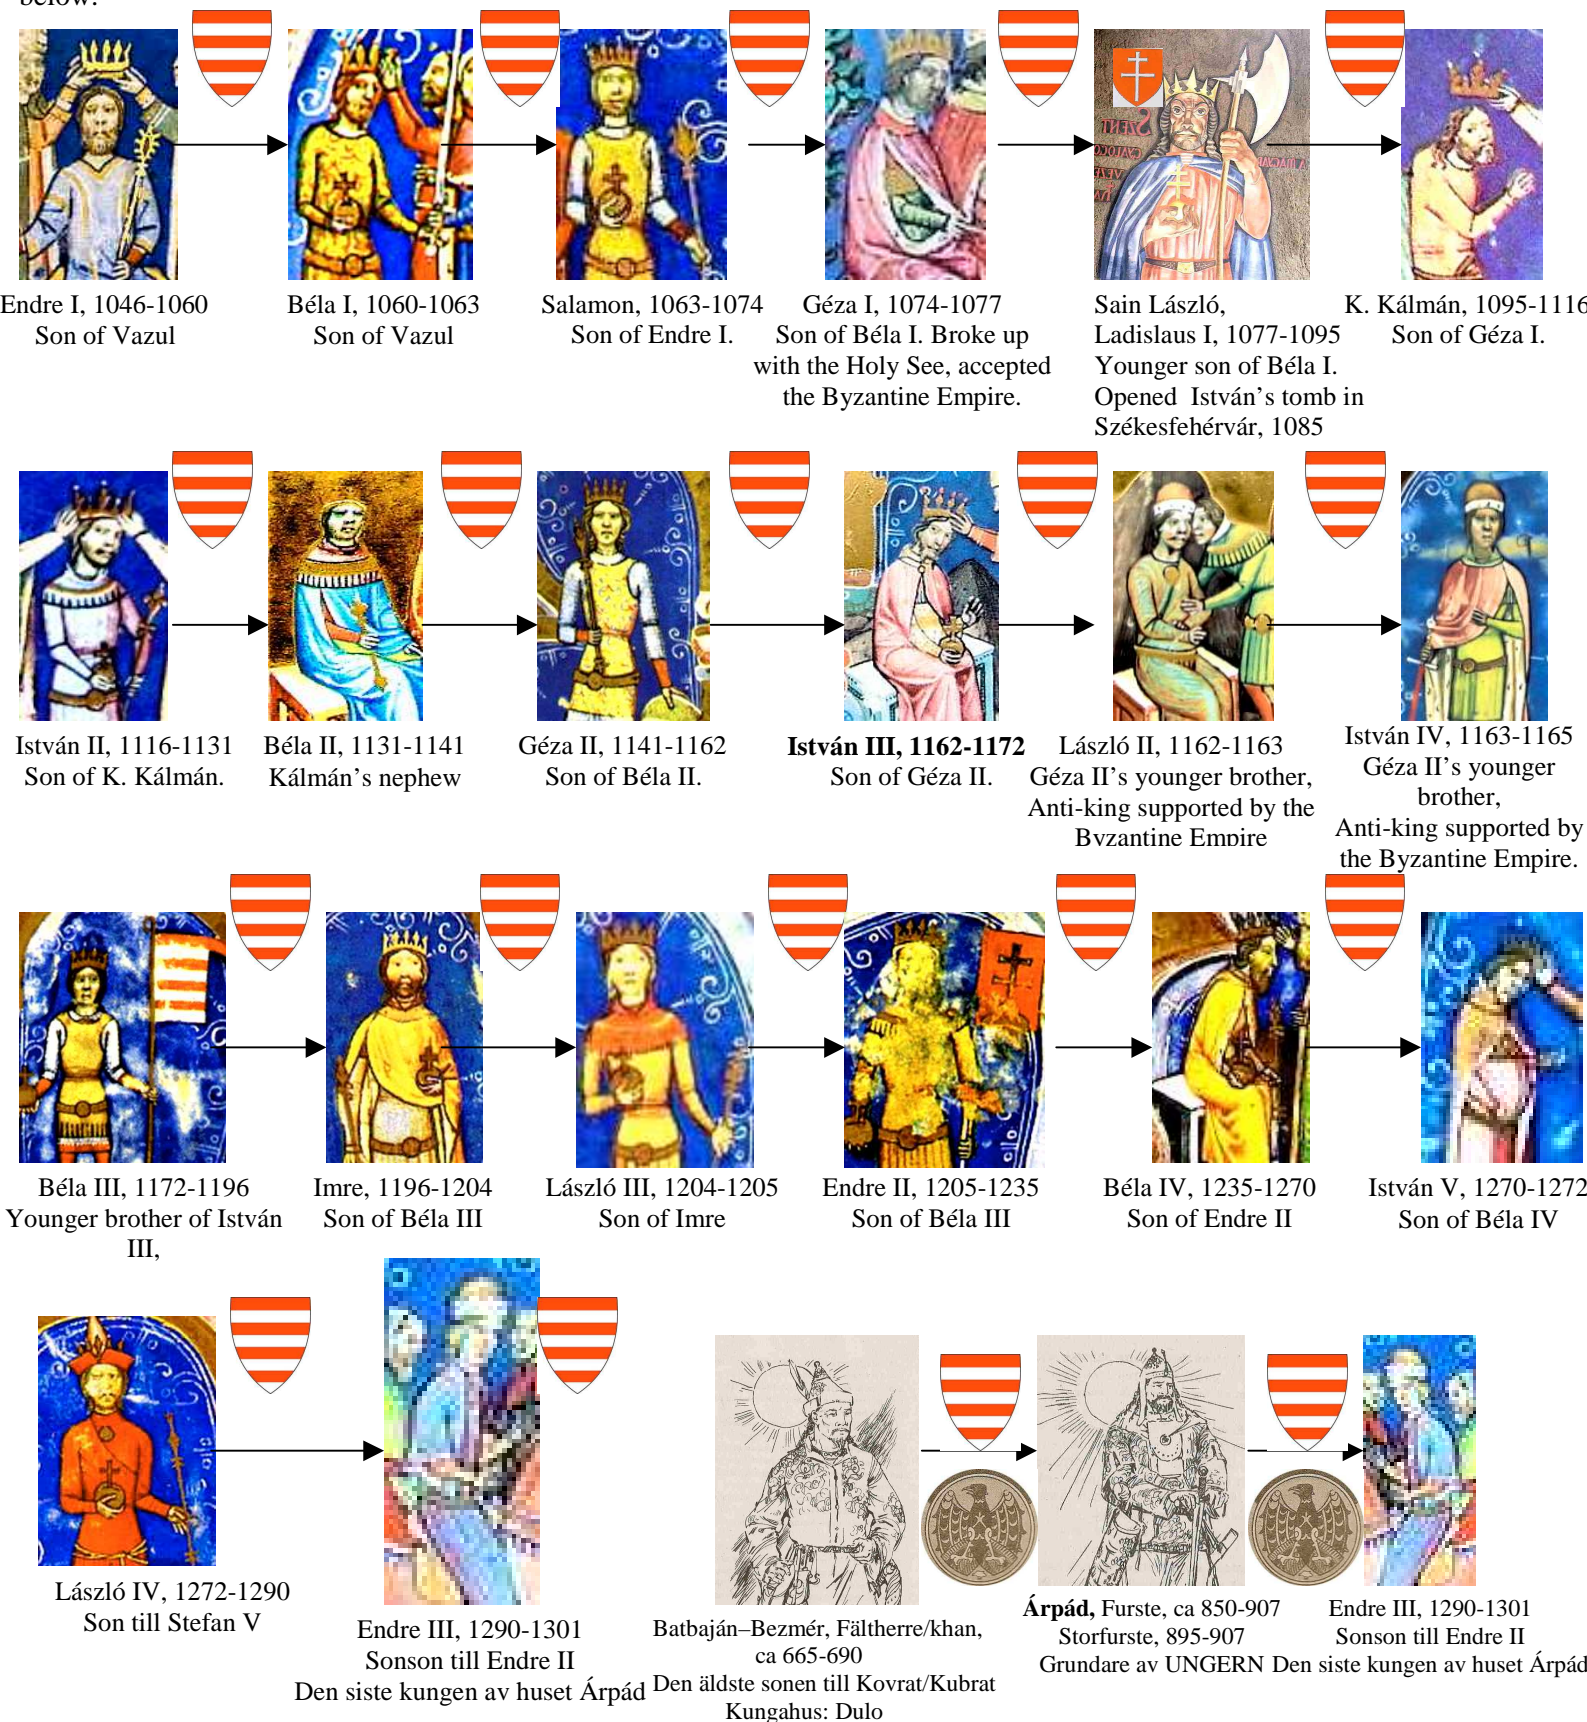 below.
Endre I, 1046-1060
Son of Vazul
Béla I, 1060-1063
Son of Vazul
Salamon, 1063-1074
Son of Endre I.
Géza I, 1074-1077
Son of Béla I. Broke up
with the Holy See, accepted
the Byzantine Empire.
SZENT
Sain László,
Ladislaus I, 1077-1095
Younger son of Béla I.
Opened István’s tomb in
Székesfehérvár, 1085
K. Kálmán, 1095-1116
Son of Géza I.
István II, 1116-1131
Son of K. Kálmán.
Béla II, 1131-1141
Kálmán’s nephew
Géza II, 1141-1162
Son of Béla II.
István III, 1162-1172
Son of Géza II.
László II, 1162-1163
Géza II’s younger brother,
Anti-king supported by the
Byzantine Empire
István IV, 1163-1165
Géza II’s younger
brother,
Anti-king supported by
the Byzantine Empire.
Béla III, 1172-1196
Younger brother of István
III,
Imre, 1196-1204
Son of Béla III
László III, 1204-1205
Son of Imre
Endre II, 1205-1235
Son of Béla III
Béla IV, 1235-1270
Son of Endre II
István V, 1270-1272
Son of Béla IV
László IV, 1272-1290
Son till Stefan V
Endre III, 1290-1301
Sonson till Endre II
Den siste kungen av huset Árpád
Batbaján–Bezmér, Fältherre/khan,
ca 665-690
Den äldste sonen till Kovrat/Kubrat
Kungahus: Dulo
Árpád, Furste, ca 850-907
Storfurste, 895-907
Grundare av UNGERN
Endre III, 1290-1301
Sonson till Endre II
Den siste kungen av huset Árpád